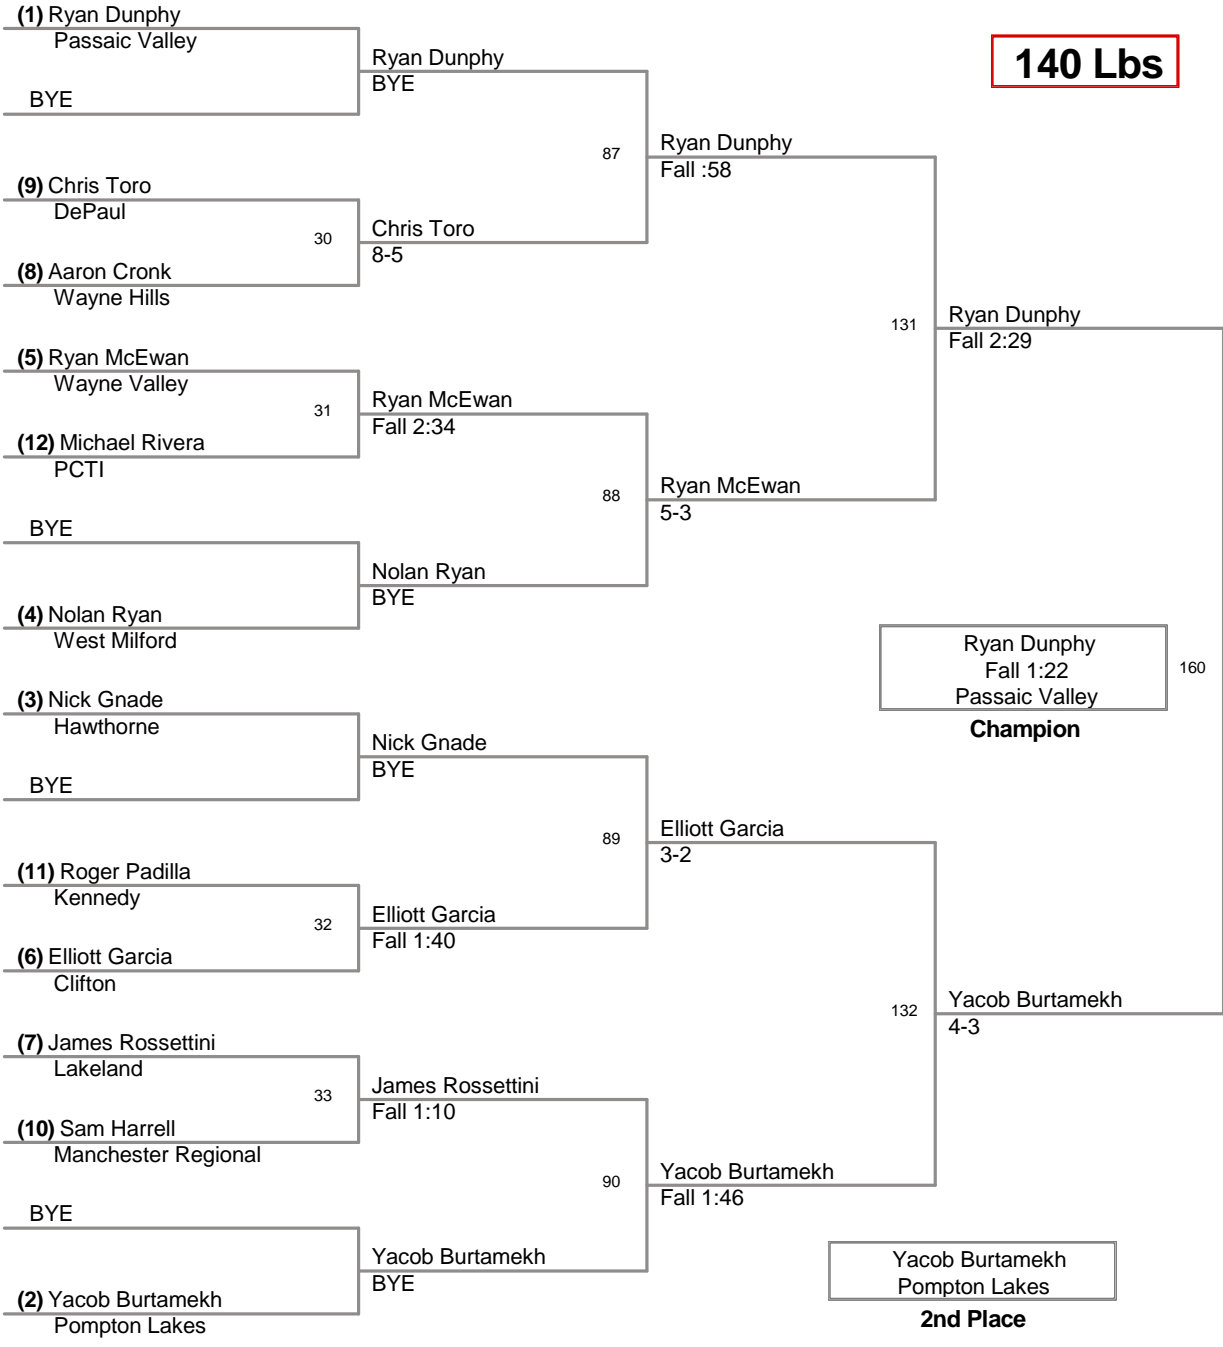 (1) Ryan Dunphy
Passaic Valley
BYE
(9) Chris Toro
DePaul
(8) Aaron Cronk
Wayne Hills
(5) Ryan McEwan
Wayne Valley
(12) Michael Rivera
PCTI
BYE
(4) Nolan Ryan
West Milford
(3) Nick Gnade
Hawthorne
BYE
(11) Roger Padilla
Kennedy
(6) Elliott Garcia
Clifton
(7) James Rossettini
Lakeland
(10) Sam Harrell
Manchester Regional
BYE
(2) Yacob Burtamekh
Pompton Lakes
30
31
32
33
Ryan Dunphy
BYE
Chris Toro
8-5
Ryan McEwan
Fall 2:34
Nolan Ryan
BYE
Nick Gnade
BYE
Elliott Garcia
Fall 1:40
James Rossettini
Fall 1:10
Yacob Burtamekh
BYE
87
88
89
90
Ryan Dunphy
Fall :58
Ryan McEwan
5-3
Elliott Garcia
3-2
Yacob Burtamekh
Fall 1:46
131
132
Ryan Dunphy
Fall 2:29
Yacob Burtamekh
4-3
140 Lbs
Ryan Dunphy
Fall 1:22
Passaic Valley
160
Champion
Yacob Burtamekh
Pompton Lakes
2nd Place